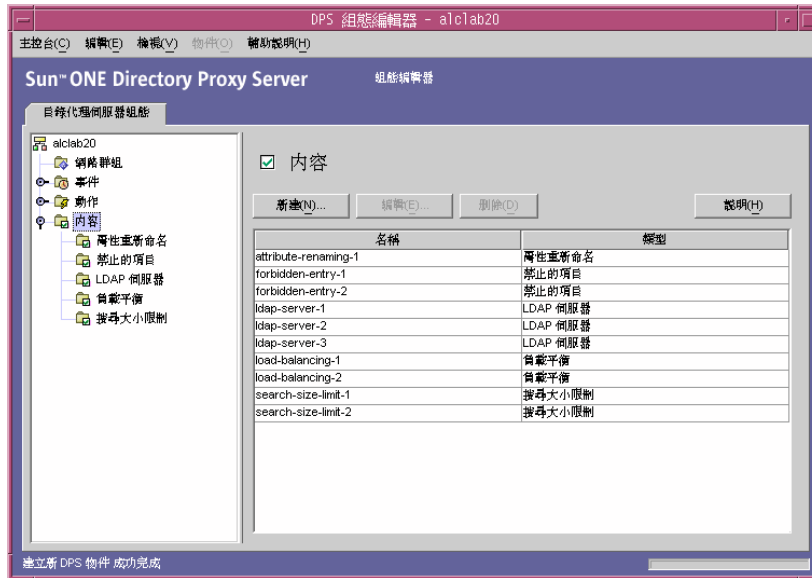 DPS 組態編輯器 - alclab20
主控台(C) 編輯(E) 檢視(V) 物件(O) 輔助說明(H)
Sun™ ONE Directory Proxy Server 組態編輯器
目錄代理伺服器組態
alclab20
網路群組
事件
動作
內容
屬性重新命名
禁止的項目
LDAP 伺服器
負載平衡
搜尋大小限制
內容
新建(N)... 編輯(E)... 刪除(D) 說明(H)
名稱 類型
attribute-renaming-1 屬性重新命名
forbidden-entry-1 禁止的項目
forbidden-entry-2 禁止的項目
ldap-server-1 LDAP 伺服器
ldap-server-2 LDAP 伺服器
ldap-server-3 LDAP 伺服器
load-balancing-1 負載平衡
load-balancing-2 負載平衡
search-size-limit-1 搜尋大小限制
search-size-limit-2 搜尋大小限制
建立新 DPS 物件 成功完成